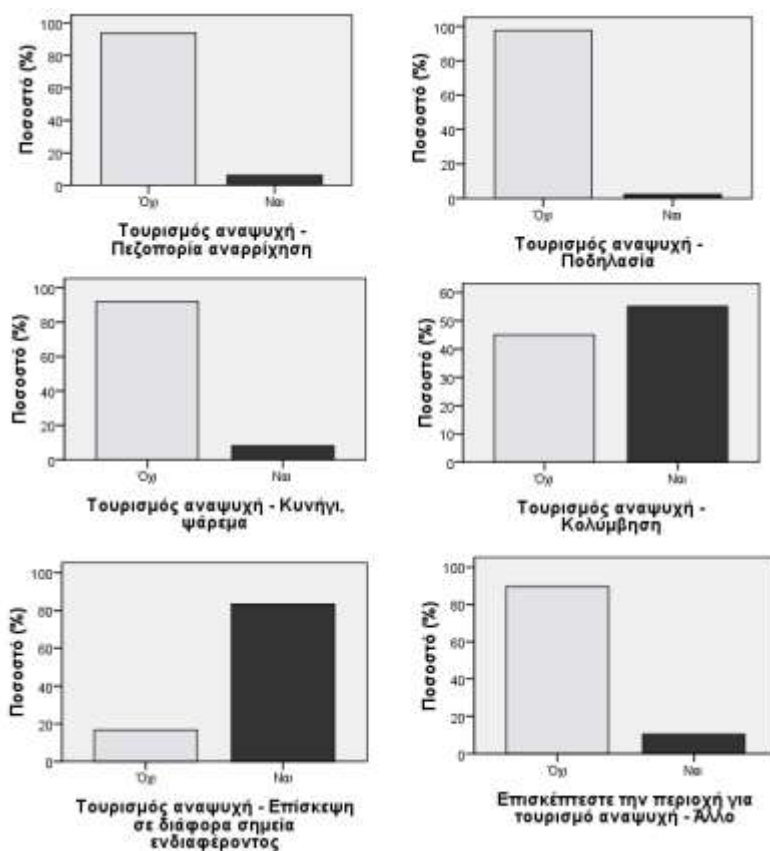 Ποσοστό (%)
100
80
60
40
20
0
Όχι
Ναι
Τουρισμός αναψυχή -
Πεζοπορία αναρρίχηση
Ποσοστό (%)
100
80
60
40
20
0
Όχι
Ναι
Τουρισμός αναψυχή -
Ποδηλασία
Ποσοστό (%)
100
80
60
40
20
0
Όχι
Ναι
Τουρισμός αναψυχή - Κυνήγι,
ψάρεμα
Ποσοστό (%)
60
50
40
30
20
10
0
Όχι
Ναι
Τουρισμός αναψυχή -
Κολύμβηση
Ποσοστό (%)
100
80
60
40
20
0
Όχι
Ναι
Τουρισμός αναψυχή - Επίσκεψη
σε διάφορα σημεία
ενδιαφέροντος
Ποσοστό (%)
100
80
60
40
20
0
Όχι
Ναι
Επισκέπτεστε την περιοχή για
τουρισμό αναψυχή - Άλλο